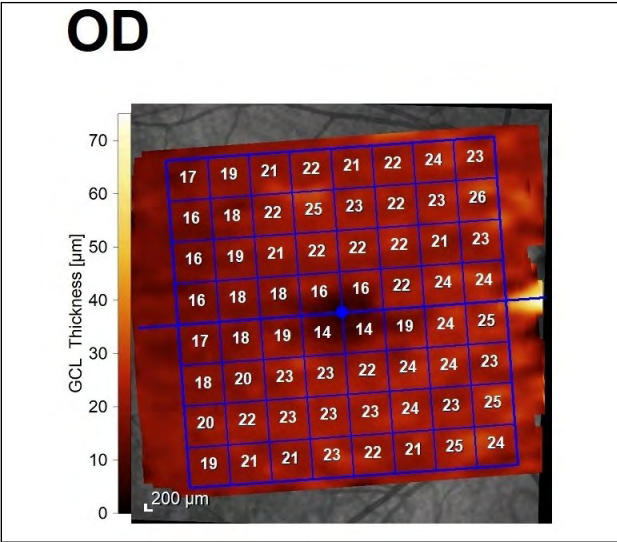 OD
GCL Thickness [µm]
70
60
50
40
30
20
10
0
17 19 21 22 21 22 24 23
16 18 22 25 23 22 23 26
16 19 21 22 22 22 21 23
16 18 18 16 16 22 24 24
17 18 19 14 14 19 24 25
18 20 23 23 22 24 24 23
20 22 23 23 23 24 23 25
19 21 21 23 22 21 25 24
200 µm